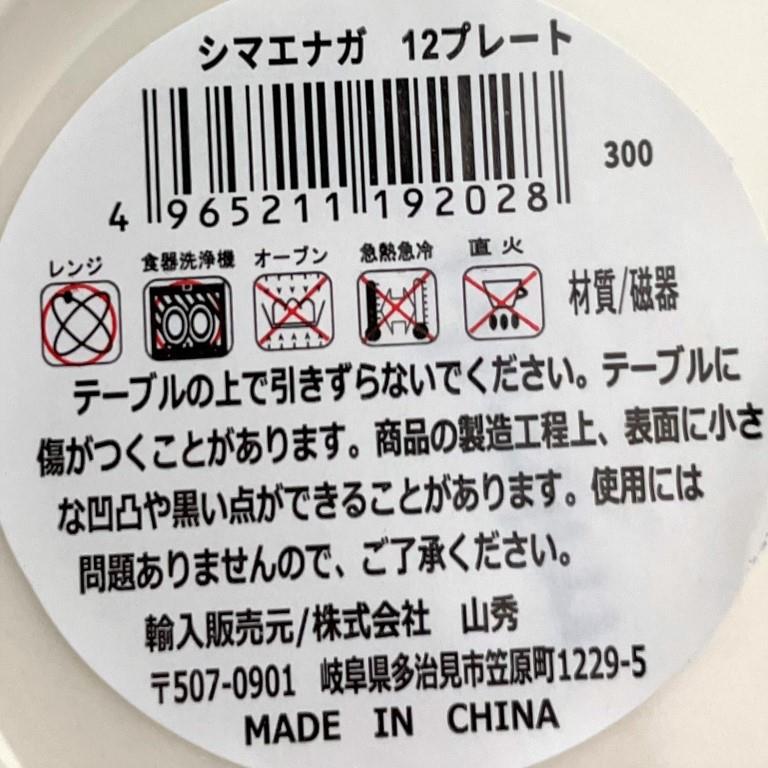 シマエナガ　12プレート
300
4 965211 192028
レンジ 食器洗浄機 オーブン 急熱急冷 直火
材質/磁器
テーブルの上で引きずらないでください。テーブルに
傷がつくことがあります。商品の製造工程上、表面に小さ
な凹凸や黒い点ができることがあります。使用には
問題ありませんので、ご了承ください。
輸入販売元/株式会社　山秀
〒507-0901　岐阜県多治見市笠原町1229-5
MADE IN CHINA